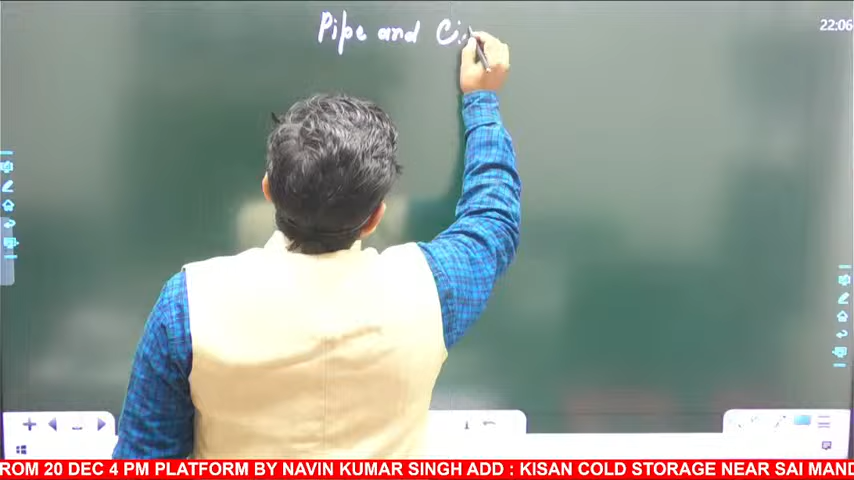 Pipe and Ci
22:06
ROM 20 DEC 4 PM PLATFORM BY NAVIN KUMAR SINGH ADD : KISAN COLD STORAGE NEAR SAI MAND